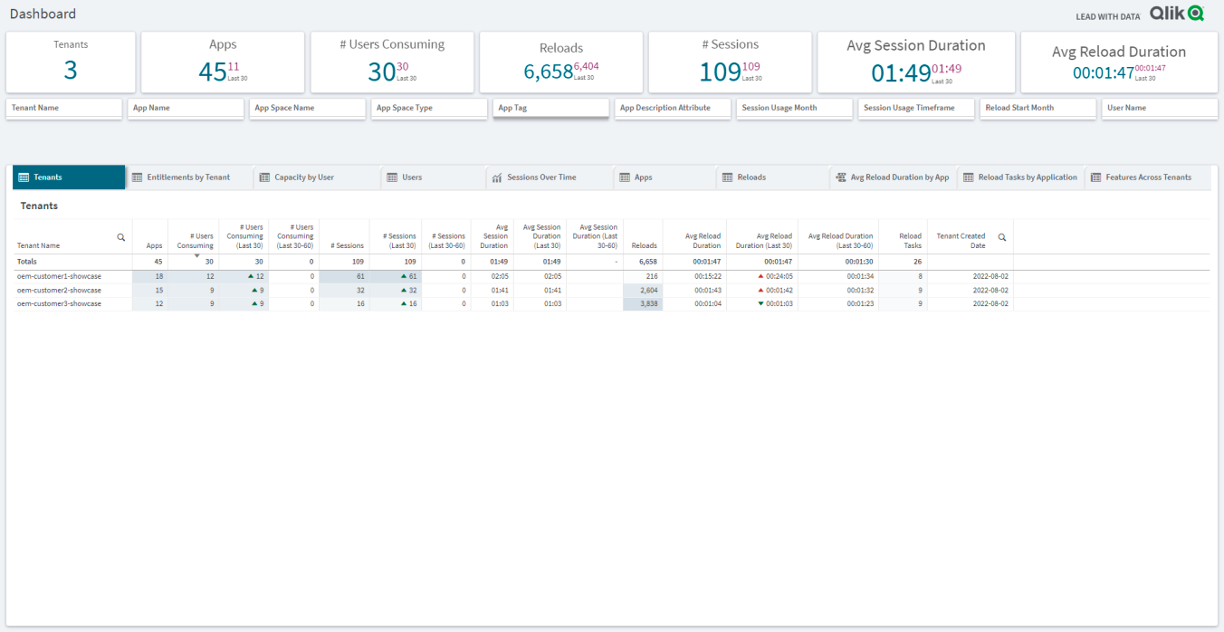 Dashboard
LEAD WITH DATA Qlik
Tenants
3
Apps
45 11
Last 30
# Users Consuming
30 30
Last 30
Reloads
6,658 6,404
Last 30
# Sessions
109 109
Last 30
Avg Session Duration
01:49 01:49
Last 30
Avg Reload Duration
00:01:47 00:01:47
Last 30
Tenant Name
App Name
App Space Name
App Space Type
App Tag
App Description Attribute
Session Usage Month
Session Usage Timeframe
Reload Start Month
User Name
Tenants
Entitlements by Tenant
Capacity by User
Users
Sessions Over Time
Apps
Reloads
Avg Reload Duration by App
Reload Tasks by Application
Features Across Tenants
Tenants
Tenant Name
Apps
# Users
Consuming
# Users
Consuming
(Last 30)
# Users
Consuming
(Last 30-60)
# Sessions
# Sessions
(Last 30)
# Sessions
(Last 30-60)
Avg
Session
Duration
Avg Session
Duration
(Last 30)
Avg Session
Duration (Last
30-60)
Reloads
Avg Reload
Duration
Avg Reload
Duration (Last 30)
Avg Reload Duration
(Last 30-60)
Reload
Tasks
Tenant Created
Date
Totals 45 30 30 0 109 109 0 01:49 01:49 - 6,658 00:01:47 00:01:47 00:01:30 26
oem-customer1-showcase 18 12 ▲ 12 0 61 ▲ 61 0 02:05 02:05 216 00:15:22 ▲ 00:24:05 00:01:34 8 2022-08-02
oem-customer2-showcase 15 9 ▲ 9 0 32 ▲ 32 0 01:41 01:41 2,604 00:01:43 ▲ 00:01:42 00:01:32 9 2022-08-02
oem-customer3-showcase 12 9 ▲ 9 0 16 ▲ 16 0 01:03 01:03 3,838 00:01:04 ▼ 00:01:03 00:01:23 9 2022-08-02